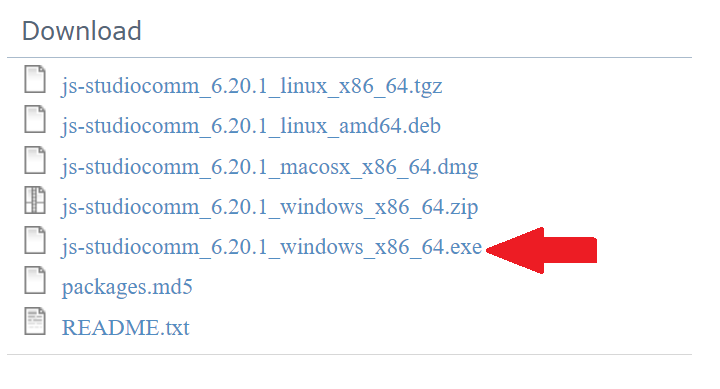 Download
js-studiocomm_6.20.1_linux_x86_64.tgz
js-studiocomm_6.20.1_linux_amd64.deb
js-studiocomm_6.20.1_macosx_x86_64.dmg
js-studiocomm_6.20.1_windows_x86_64.zip
js-studiocomm_6.20.1_windows_x86_64.exe
packages.md5
README.txt